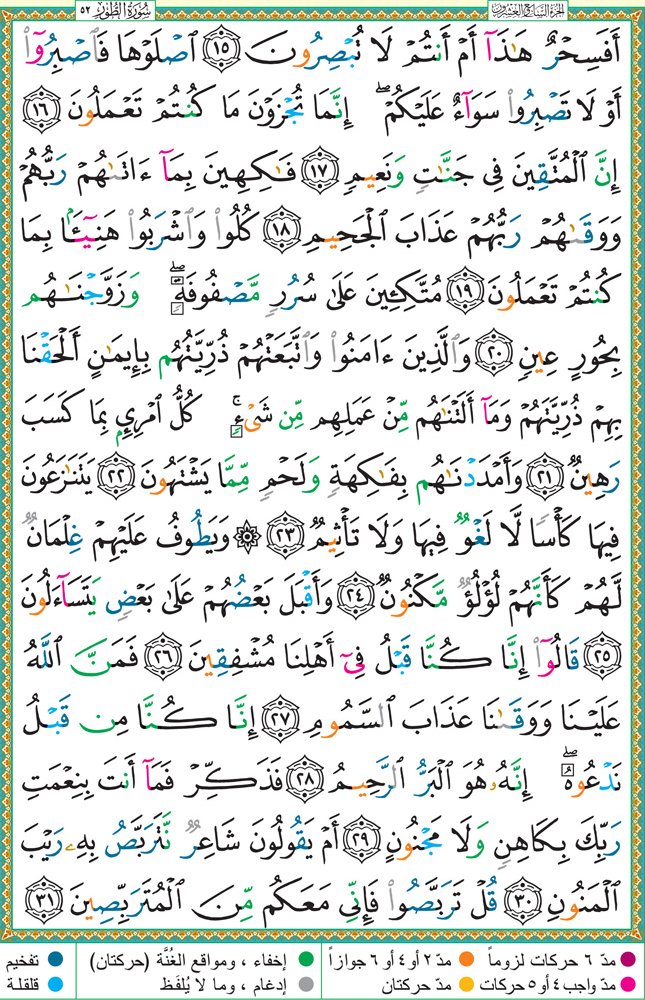 الجزء السابع والعشرون
سورة الطور ٥٢
أَفَسِحْرٌ هَـٰذَآ أَمْ أَنتُمْ لَا تُبْصِرُونَ ١٥ ٱصْلَوْهَا فَٱصْبِرُوٓا۟
أَوْ لَا تَصْبِرُوا۟ سَوَآءٌ عَلَيْكُمْ ۖ إِنَّمَا تُجْزَوْنَ مَا كُنتُمْ تَعْمَلُونَ ١٦
إِنَّ ٱلْمُتَّقِينَ فِى جَنَّـٰتٍ وَنَعِيمٍ ١٧ فَـٰكِهِينَ بِمَآ ءَاتَىٰهُمْ رَبُّهُمْ
وَوَقَىٰهُمْ رَبُّهُمْ عَذَابَ ٱلْجَحِيمِ ١٨ كُلُوا۟ وَٱشْرَبُوا۟ هَنِيٓـًٔۢا بِمَا
كُنتُمْ تَعْمَلُونَ ١٩ مُتَّكِـِٔينَ عَلَىٰ سُرُرٍ مَّصْفُوفَةٍ ۖ وَزَوَّجْنَـٰهُم
بِحُورٍ عِينٍ ٢٠ وَٱلَّذِينَ ءَامَنُوا۟ وَٱتَّبَعَتْهُمْ ذُرِّيَّتُهُم بِإِيمَـٰنٍ أَلْحَقْنَا
بِهِمْ ذُرِّيَّتَهُمْ وَمَآ أَلَتْنَـٰهُم مِّنْ عَمَلِهِم مِّن شَىْءٍ ۚ كُلُّ ٱمْرِئٍۭ بِمَا كَسَبَ
رَهِينٌ ٢١ وَأَمْدَدْنَـٰهُم بِفَـٰكِهَةٍ وَلَحْمٍ مِّمَّا يَشْتَهُونَ ٢٢ يَتَنَـٰزَعُونَ
فِيهَا كَأْسًا لَّا لَغْوٌ فِيهَا وَلَا تَأْثِيمٌ ٢٣ ۞ وَيَطُوفُ عَلَيْهِمْ غِلْمَانٌ
لَّهُمْ كَأَنَّهُمْ لُؤْلُؤٌ مَّكْنُونٌ ٢٤ وَأَقْبَلَ بَعْضُهُمْ عَلَىٰ بَعْضٍ يَتَسَآءَلُونَ
٢٥ قَالُوٓا۟ إِنَّا كُنَّا قَبْلُ فِىٓ أَهْلِنَا مُشْفِقِينَ ٢٦ فَمَنَّ ٱللَّهُ
عَلَيْنَا وَوَقَىٰنَا عَذَابَ ٱلسَّمُومِ ٢٧ إِنَّا كُنَّا مِن قَبْلُ
نَدْعُوهُ ۖ إِنَّهُۥ هُوَ ٱلْبَرُّ ٱلرَّحِيمُ ٢٨ فَذَكِّرْ فَمَآ أَنتَ بِنِعْمَتِ
رَبِّكَ بِكَاهِنٍ وَلَا مَجْنُونٍ ٢٩ أَمْ يَقُولُونَ شَاعِرٌ نَّتَرَبَّصُ بِهِۦ رَيْبَ
ٱلْمَنُونِ ٣٠ قُلْ تَرَبَّصُوا۟ فَإِنِّى مَعَكُم مِّنَ ٱلْمُتَرَبِّصِينَ ٣١
مدّ ٦ حركات لزوماً مدّ ٢ أو ٤ أو ٦ جوازاً إخفاء ، ومواقع الغُنَّة (حركتان) تفخيم
مدّ واجب ٤ أو ٥ حركات مدّ حركتان إدغام ، وما لا يُلفَظ قلقلة